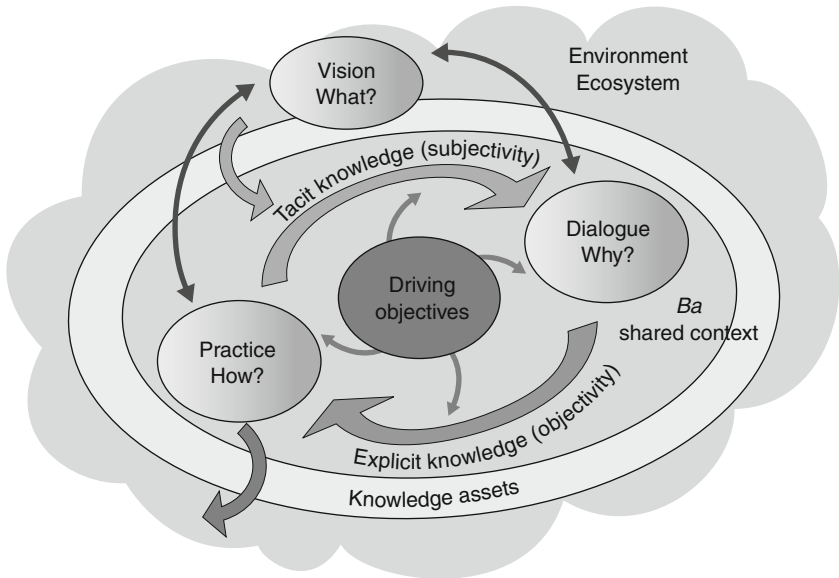 Vision
What?
Environment
Ecosystem
Tacit knowledge (subjectivity)
Dialogue
Why?
Driving
objectives
Ba
shared context
Practice
How?
Explicit knowledge (objectivity)
Knowledge assets